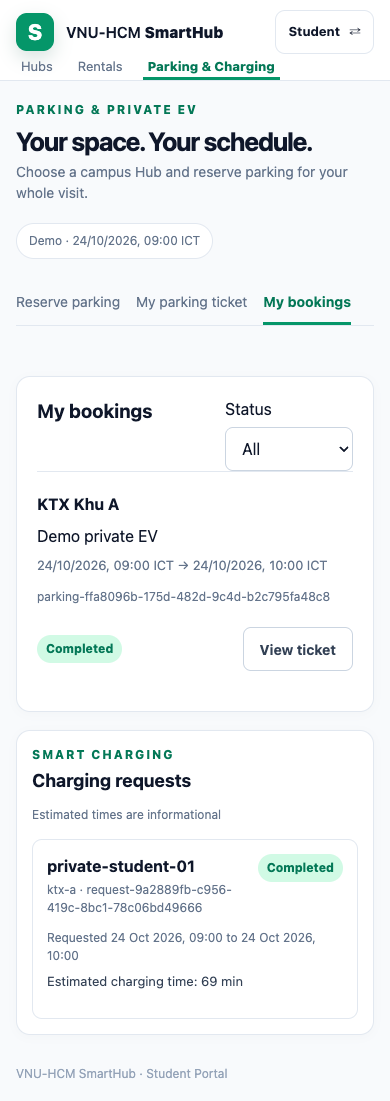 S
VNU-HCM SmartHub
Student ⇄
Hubs Rentals Parking & Charging
PARKING & PRIVATE EV
Your space. Your schedule.
Choose a campus Hub and reserve parking for your
whole visit.
Demo · 24/10/2026, 09:00 ICT
Reserve parking My parking ticket My bookings
My bookings
Status
All
KTX Khu A
Demo private EV
24/10/2026, 09:00 ICT → 24/10/2026, 10:00 ICT
parking-ffa8096b-175d-482d-9c4d-b2c795fa48c8
Completed
View ticket
SMART CHARGING
Charging requests
Estimated times are informational
private-student-01
Completed
ktx-a · request-9a2889fb-c956-
419c-8bc1-78c06bd49666
Requested 24 Oct 2026, 09:00 to 24 Oct 2026,
10:00
Estimated charging time: 69 min
VNU-HCM SmartHub · Student Portal